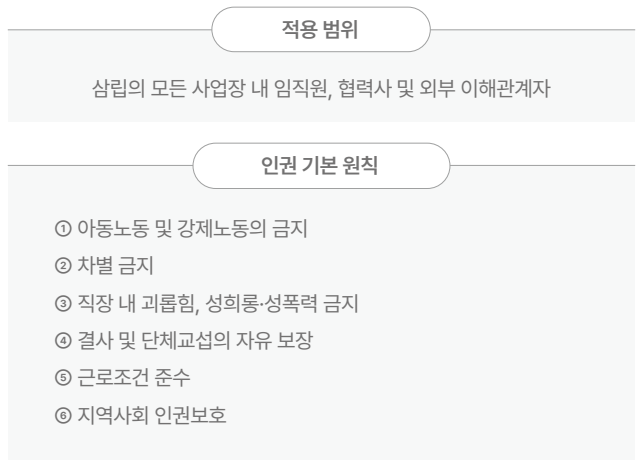 적용 범위
삼립의 모든 사업장 내 임직원, 협력사 및 외부 이해관계자
인권 기본 원칙
① 아동노동 및 강제노동의 금지
② 차별 금지
③ 직장 내 괴롭힘, 성희롱·성폭력 금지
④ 결사 및 단체교섭의 자유 보장
⑤ 근로조건 준수
⑥ 지역사회 인권보호